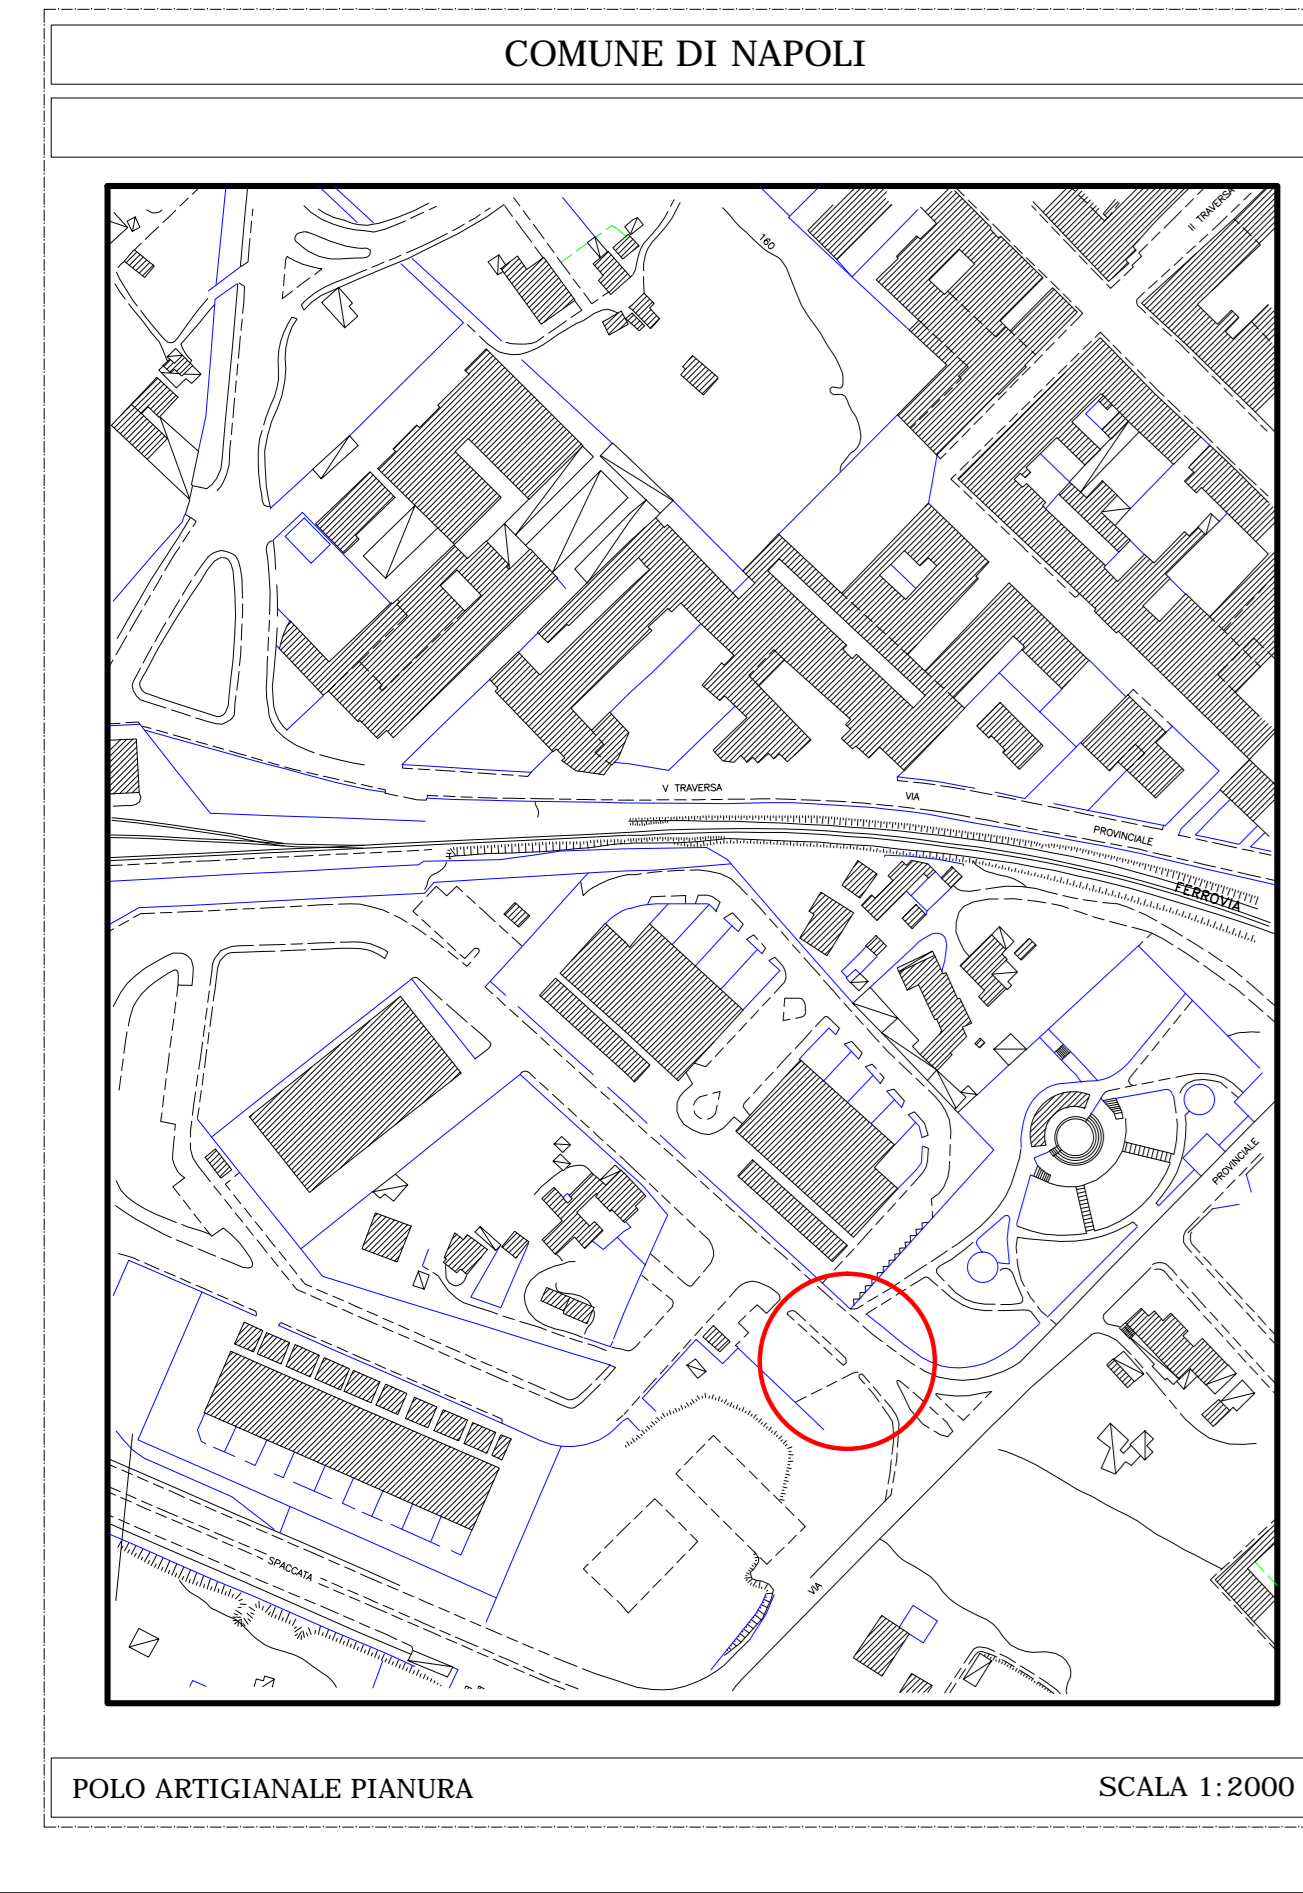 COMUNE DI NAPOLI
II TRAVERSA
160
V TRAVERSA
VIA
PROVINCIALE
FERROVIA
PROVINCIALE
SPACCATA
VIA
POLO ARTIGIANALE PIANURA
SCALA 1:2000